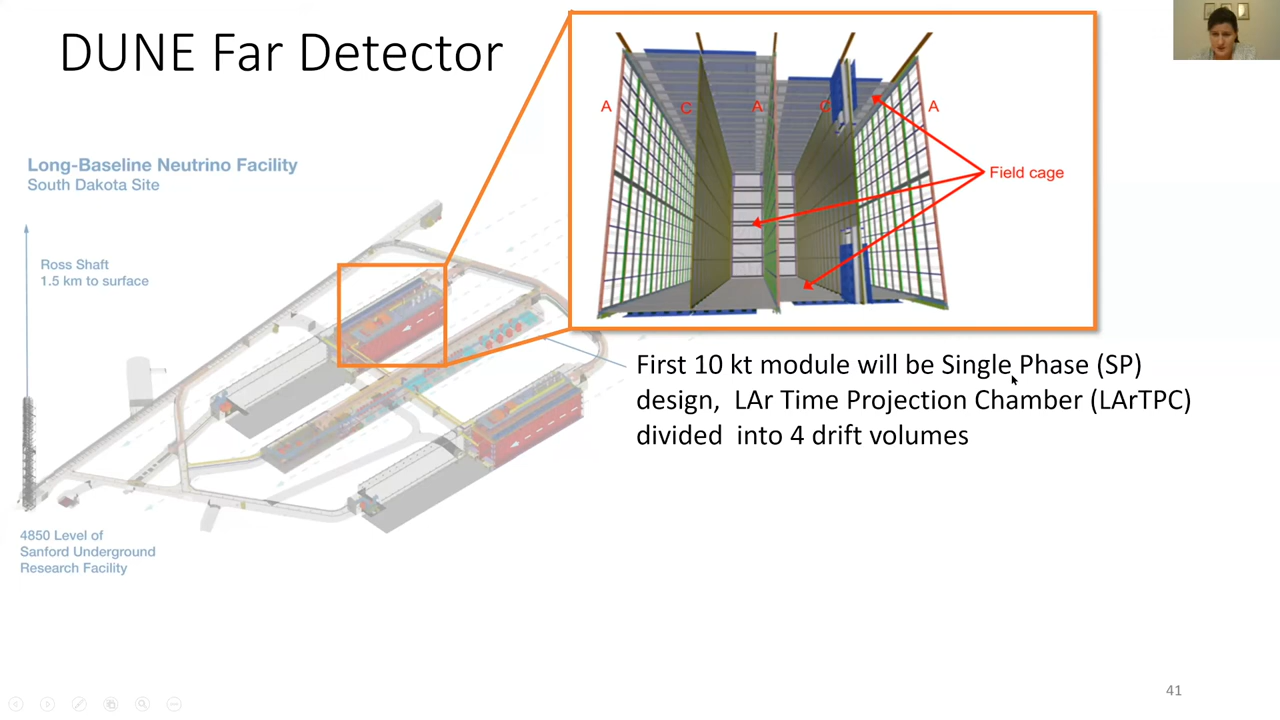 DUNE Far Detector
Long-Baseline Neutrino Facility
South Dakota Site
Ross Shaft
1.5 km to surface
4850 Level of
Sanford Underground
Research Facility
A
C
A
C
A
Field cage
First 10 kt module will be Single Phase (SP)
design, LAr Time Projection Chamber (LArTPC)
divided into 4 drift volumes
41